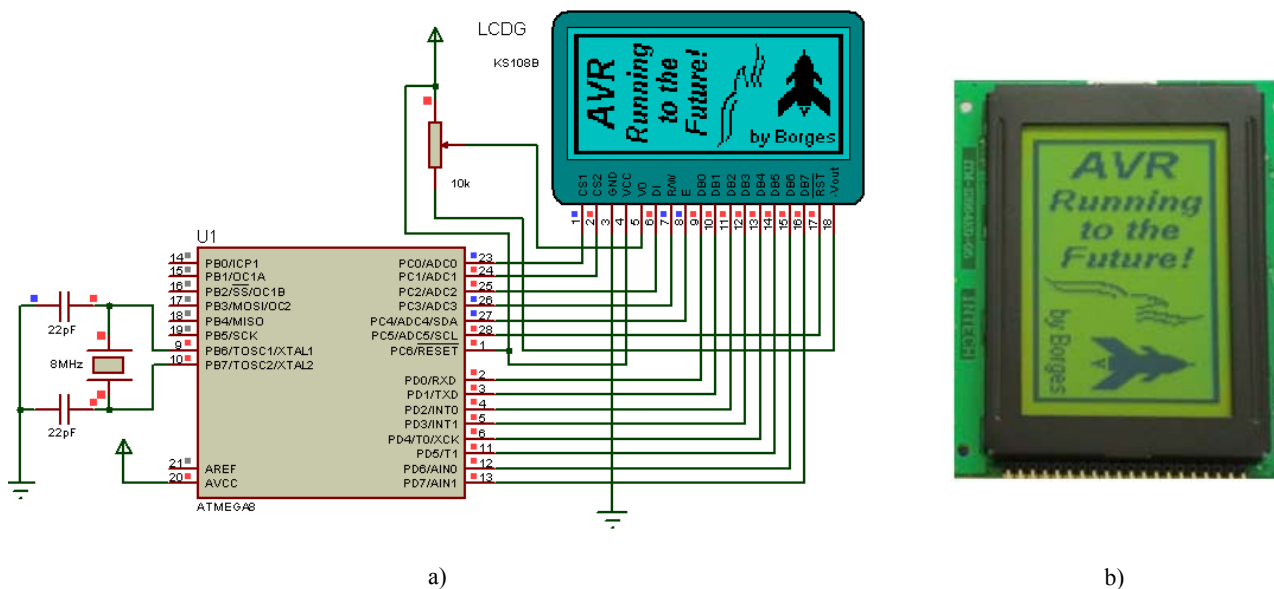 LCDG
KS108B
AVR
Running
to the
Future!
by Borges
CS1
CS2
GND
VCC
V0
DI
R/W
E
DB0
DB1
DB2
DB3
DB4
DB5
DB6
DB7
RST
-Vout
1
2
3
4
5
6
7
8
9
10
11
12
13
14
15
16
17
18
10k
U1
14 PB0/ICP1 PC0/ADC0 23
15 PB1/OC1A PC1/ADC1 24
16 PB2/SS/OC1B PC2/ADC2 25
17 PB3/MOSI/OC2 PC3/ADC3 26
18 PB4/MISO PC4/ADC4/SDA 27
19 PB5/SCK PC5/ADC5/SCL 28
9 PB6/TOSC1/XTAL1 PC6/RESET 1
10 PB7/TOSC2/XTAL2
PD0/RXD 2
PD1/TXD 3
PD2/INT0 4
PD3/INT1 5
PD4/T0/XCK 6
PD5/T1 11
21 AREF PD6/AIN0 12
20 AVCC PD7/AIN1 13
ATMEGA8
22pF
8MHz
22pF
AVR
Running
to the
Future!
by Borges
a)
b)